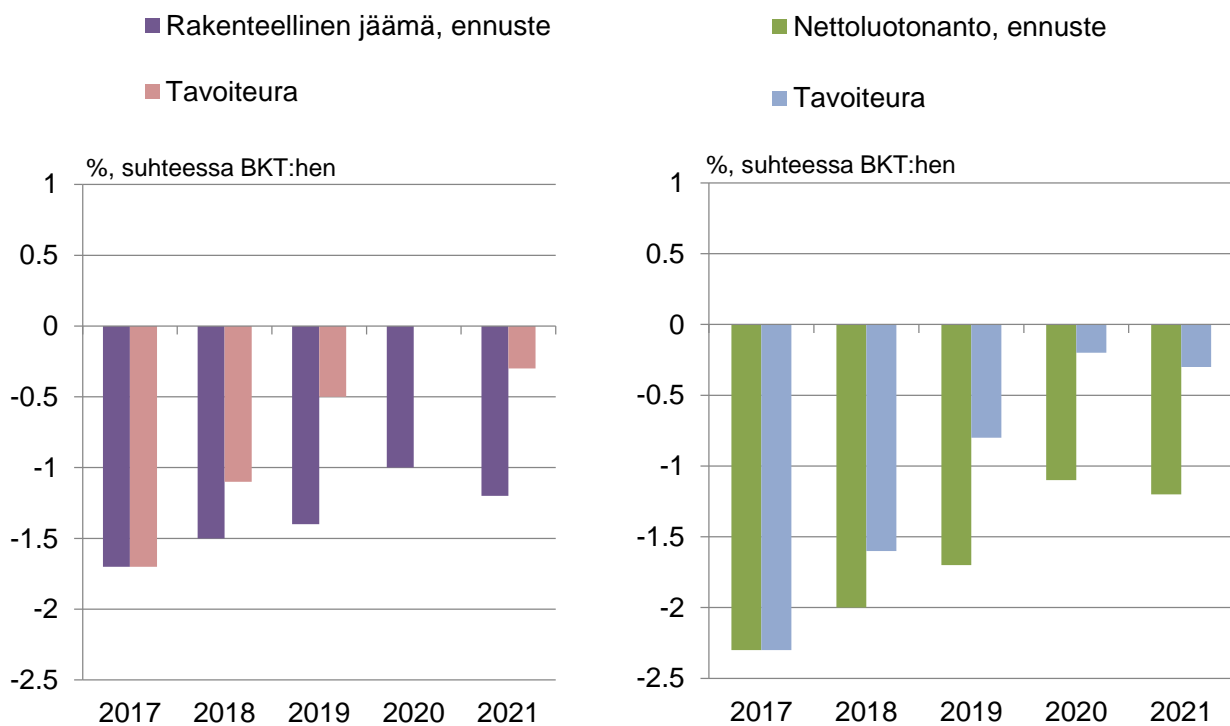 Rakenteellinen jäämä, ennuste
Tavoiteura
%, suhteessa BKT:hen
1
0.5
0
-0.5
-1
-1.5
-2
-2.5
2017 2018 2019 2020 2021
Nettoluotonanto, ennuste
Tavoiteura
%, suhteessa BKT:hen
1
0.5
0
-0.5
-1
-1.5
-2
-2.5
2017 2018 2019 2020 2021